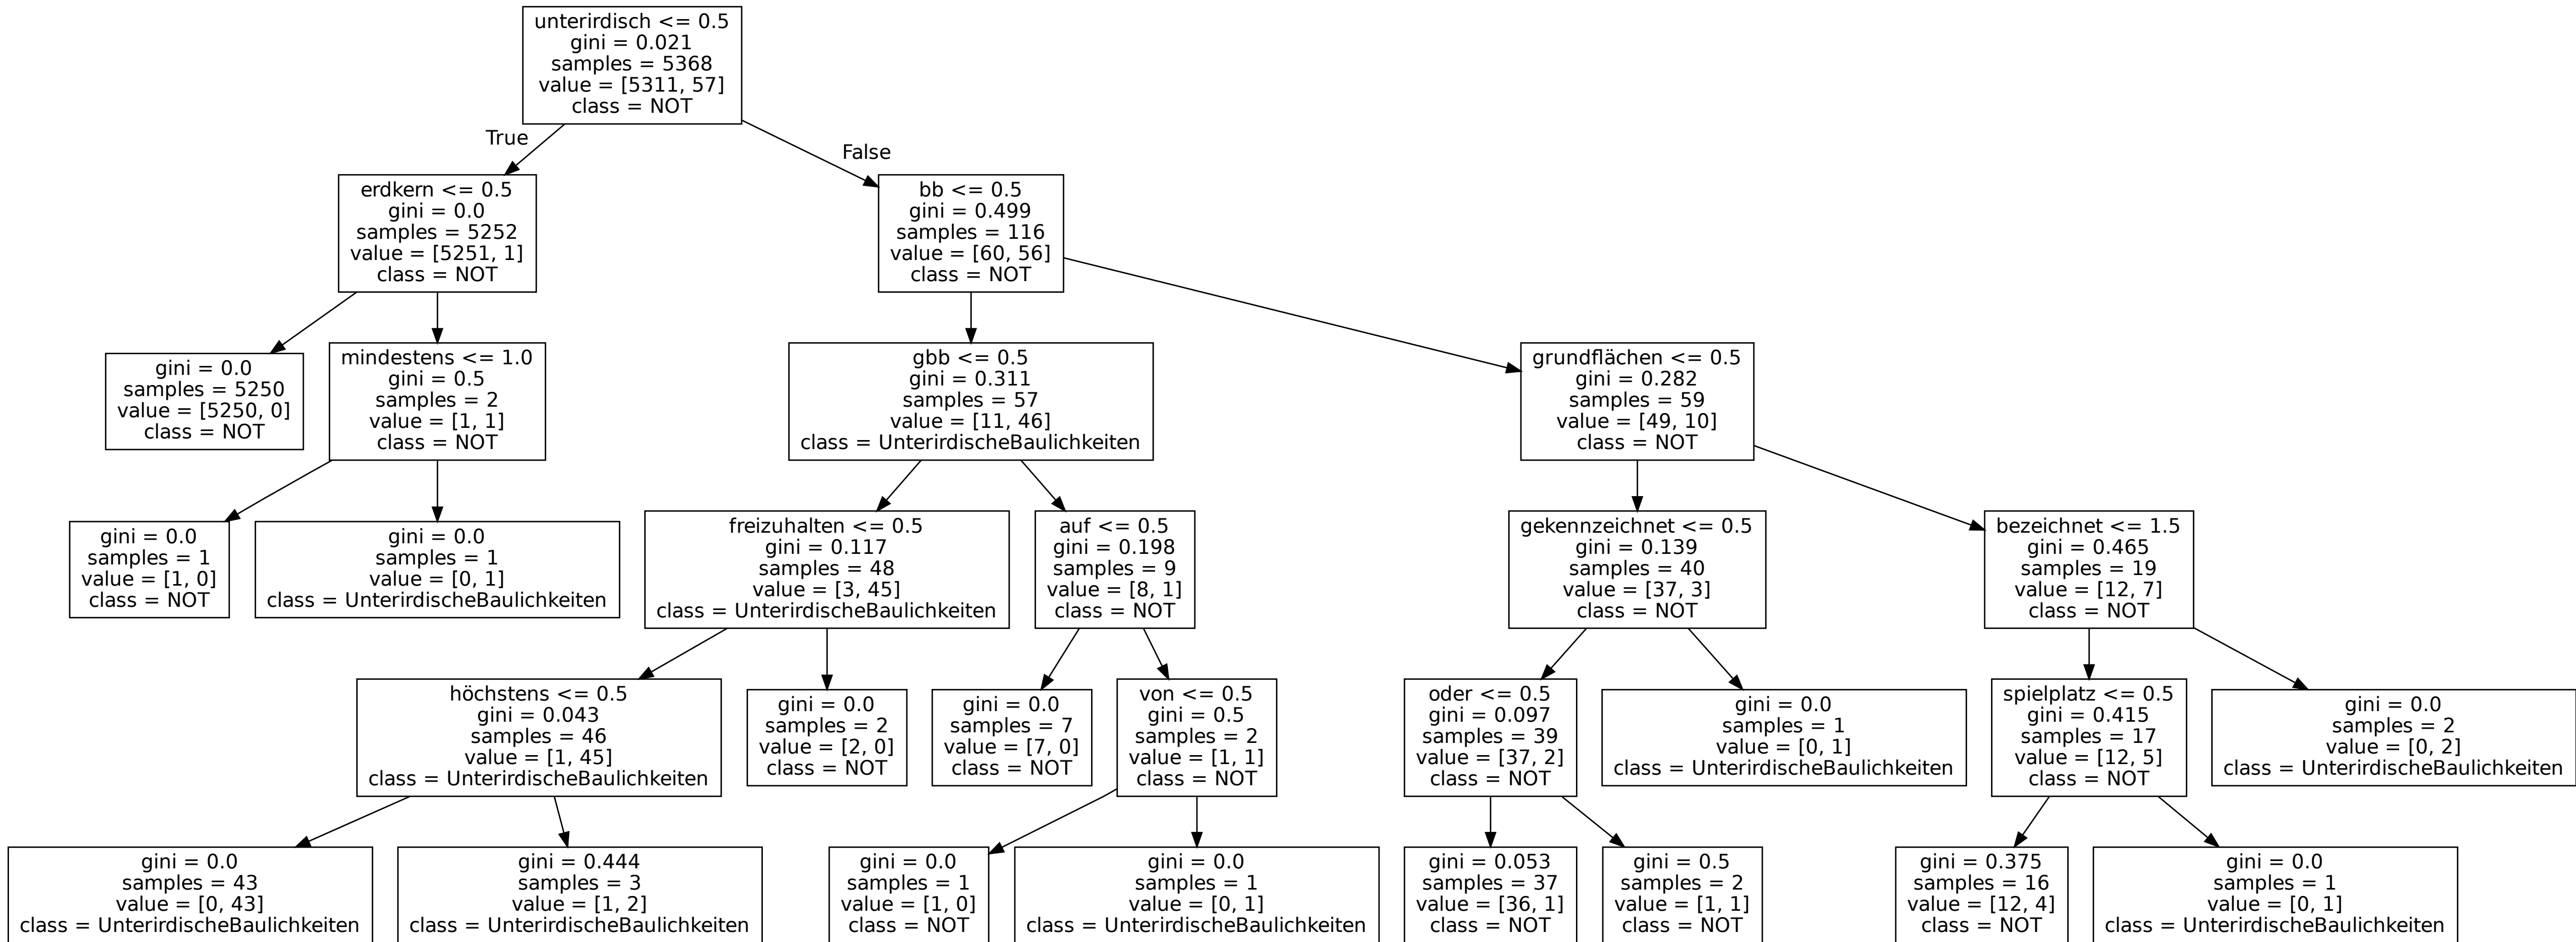 unterirdisch <= 0.5
gini = 0.021
samples = 5368
value = [5311, 57]
class = NOT
True
False
erdkern <= 0.5
gini = 0.0
samples = 5252
value = [5251, 1]
class = NOT
bb <= 0.5
gini = 0.499
samples = 116
value = [60, 56]
class = NOT
gini = 0.0
samples = 5250
value = [5250, 0]
class = NOT
mindestens <= 1.0
gini = 0.5
samples = 2
value = [1, 1]
class = NOT
gbb <= 0.5
gini = 0.311
samples = 57
value = [11, 46]
class = UnterirdischeBaulichkeiten
grundflächen <= 0.5
gini = 0.282
samples = 59
value = [49, 10]
class = NOT
gini = 0.0
samples = 1
value = [1, 0]
class = NOT
gini = 0.0
samples = 1
value = [0, 1]
class = UnterirdischeBaulichkeiten
freizuhalten <= 0.5
gini = 0.117
samples = 48
value = [3, 45]
class = UnterirdischeBaulichkeiten
auf <= 0.5
gini = 0.198
samples = 9
value = [8, 1]
class = NOT
gekennzeichnet <= 0.5
gini = 0.139
samples = 40
value = [37, 3]
class = NOT
bezeichnet <= 1.5
gini = 0.465
samples = 19
value = [12, 7]
class = NOT
höchstens <= 0.5
gini = 0.043
samples = 46
value = [1, 45]
class = UnterirdischeBaulichkeiten
gini = 0.0
samples = 2
value = [2, 0]
class = NOT
gini = 0.0
samples = 7
value = [7, 0]
class = NOT
von <= 0.5
gini = 0.5
samples = 2
value = [1, 1]
class = NOT
oder <= 0.5
gini = 0.097
samples = 39
value = [37, 2]
class = NOT
gini = 0.0
samples = 1
value = [0, 1]
class = UnterirdischeBaulichkeiten
spielplatz <= 0.5
gini = 0.415
samples = 17
value = [12, 5]
class = NOT
gini = 0.0
samples = 2
value = [0, 2]
class = UnterirdischeBaulichkeiten
gini = 0.0
samples = 43
value = [0, 43]
class = UnterirdischeBaulichkeiten
gini = 0.444
samples = 3
value = [1, 2]
class = UnterirdischeBaulichkeiten
gini = 0.0
samples = 1
value = [1, 0]
class = NOT
gini = 0.0
samples = 1
value = [0, 1]
class = UnterirdischeBaulichkeiten
gini = 0.053
samples = 37
value = [36, 1]
class = NOT
gini = 0.5
samples = 2
value = [1, 1]
class = NOT
gini = 0.375
samples = 16
value = [12, 4]
class = NOT
gini = 0.0
samples = 1
value = [0, 1]
class = UnterirdischeBaulichkeiten